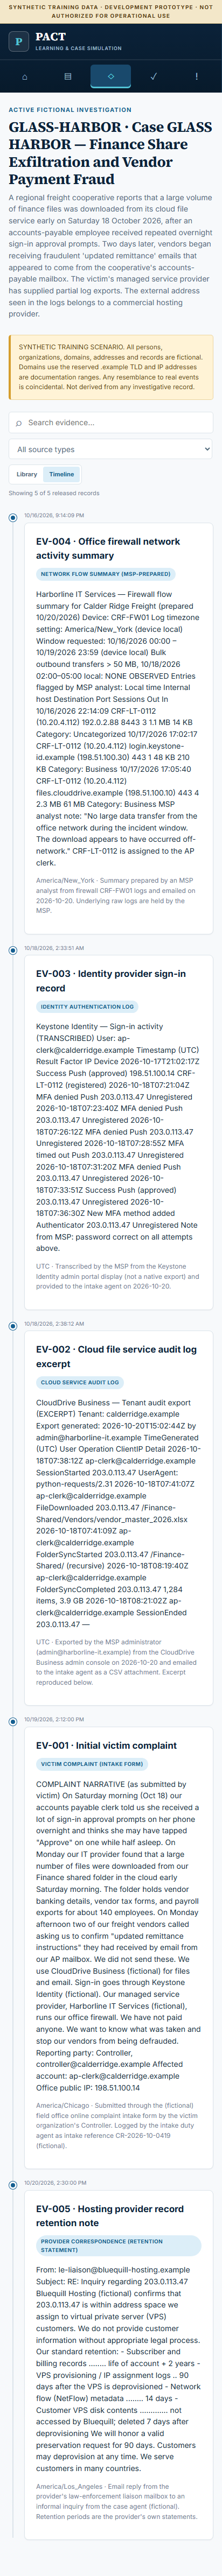 SYNTHETIC TRAINING DATA · DEVELOPMENT PROTOTYPE · NOT
AUTHORIZED FOR OPERATIONAL USE
P
PACT
LEARNING & CASE SIMULATION
ACTIVE FICTIONAL INVESTIGATION
GLASS-HARBOR · Case GLASS
HARBOR — Finance Share
Exfiltration and Vendor
Payment Fraud
A regional freight cooperative reports that a large volume
of finance files was downloaded from its cloud file
service early on Saturday 18 October 2026, after an
accounts-payable employee received repeated overnight
sign-in approval prompts. Two days later, vendors began
receiving fraudulent 'updated remittance' emails that
appeared to come from the cooperative's accounts-
payable mailbox. The victim's managed service provider
has supplied partial log exports. The external address
seen in the logs belongs to a commercial hosting
provider.
SYNTHETIC TRAINING SCENARIO. All persons,
organizations, domains, addresses and records are fictional.
Domains use the reserved .example TLD and IP addresses
are documentation ranges. Any resemblance to real events
is coincidental. Not derived from any investigative record.
Search evidence...
All source types
Library Timeline
Showing 5 of 5 released records
10/16/2026, 9:14:09 PM
EV-004 · Office firewall network
activity summary
NETWORK FLOW SUMMARY (MSP-PREPARED)
Harborline IT Services — Firewall flow
summary for Calder Ridge Freight (prepared
10/20/2026) Device: CRF-FW01 Log timezone
setting: America/New_York (device local)
Window requested: 10/16/2026 00:00 –
10/19/2026 23:59 (device local) Bulk
outbound transfers > 50 MB, 10/18/2026
02:00–05:00 local: NONE OBSERVED Entries
flagged by MSP analyst: Local time Internal
host Destination Port Sessions Out In
10/16/2026 22:14:09 CRF-LT-0112
(10.20.4.112) 192.0.2.88 8443 3 1.1 MB 14 KB
Category: Uncategorized 10/17/2026 17:02:17
CRF-LT-0112 (10.20.4.112) login.keystone-
id.example (198.51.100.30) 443 1 48 KB 210
KB Category: Business 10/17/2026 17:05:40
CRF-LT-0112 (10.20.4.112)
files.clouddrive.example (198.51.100.10) 443 4
2.3 MB 61 MB Category: Business MSP
analyst note: "No large data transfer from the
office network during the incident window.
The download appears to have occurred off-
network." CRF-LT-0112 is assigned to the AP
clerk.
America/New_York · Summary prepared by an MSP
analyst from firewall CRF-FW01 logs and emailed on
2026-10-20. Underlying raw logs are held by the
MSP.
10/18/2026, 2:33:51 AM
EV-003 · Identity provider sign-in
record
IDENTITY AUTHENTICATION LOG
Keystone Identity — Sign-in activity
(TRANSCRIBED) User: ap-
clerk@calderridge.example Timestamp (UTC)
Result Factor IP Device 2026-10-17T21:02:17Z
Success Push (approved) 198.51.100.14 CRF-
LT-0112 (registered) 2026-10-18T07:21:04Z
MFA denied Push 203.0.113.47 Unregistered
2026-10-18T07:23:40Z MFA denied Push
203.0.113.47 Unregistered 2026-10-
18T07:26:12Z MFA denied Push 203.0.113.47
Unregistered 2026-10-18T07:28:55Z MFA
timed out Push 203.0.113.47 Unregistered
2026-10-18T07:31:20Z MFA denied Push
203.0.113.47 Unregistered 2026-10-
18T07:33:51Z Success Push (approved)
203.0.113.47 Unregistered 2026-10-
18T07:36:30Z New MFA method added
Authenticator 203.0.113.47 Unregistered Note
from MSP: password correct on all attempts
above.
UTC · Transcribed by the MSP from the Keystone
Identity admin portal display (not a native export) and
provided to the intake agent on 2026-10-20.
10/18/2026, 2:38:12 AM
EV-002 · Cloud file service audit log
excerpt
CLOUD SERVICE AUDIT LOG
CloudDrive Business — Tenant audit export
(EXCERPT) Tenant: calderridge.example
Export generated: 2026-10-20T15:02:44Z by
admin@harborline-it.example TimeGenerated
(UTC) User Operation ClientIP Detail 2026-10-
18T07:38:12Z ap-clerk@calderridge.example
SessionStarted 203.0.113.47 UserAgent:
python-requests/2.31 2026-10-18T07:41:07Z
ap-clerk@calderridge.example
FileDownloaded 203.0.113.47 /Finance-
Shared/Vendors/vendor_master_2026.xlsx
2026-10-18T07:41:09Z ap-
clerk@calderridge.example
FolderSyncStarted 203.0.113.47 /Finance-
Shared/ (recursive) 2026-10-18T08:19:40Z
ap-clerk@calderridge.example
FolderSyncCompleted 203.0.113.47 1,284
items, 3.9 GB 2026-10-18T08:21:02Z ap-
clerk@calderridge.example SessionEnded
203.0.113.47 —
UTC · Exported by the MSP administrator
(admin@harborline-it.example) from the CloudDrive
Business admin console on 2026-10-20 and emailed
to the intake agent as a CSV attachment. Excerpt
reproduced below.
10/19/2026, 2:12:00 PM
EV-001 · Initial victim complaint
VICTIM COMPLAINT (INTAKE FORM)
COMPLAINT NARRATIVE (as submitted by
victim) On Saturday morning (Oct 18) our
accounts payable clerk told us she received a
lot of sign-in approval prompts on her phone
overnight and thinks she may have tapped
"Approve" on one while half asleep. On
Monday our IT provider found that a large
number of files were downloaded from our
Finance shared folder in the cloud early
Saturday morning. The folder holds vendor
banking details, vendor tax forms, and payroll
exports for about 140 employees. On Monday
afternoon two of our freight vendors called
asking us to confirm "updated remittance
instructions" they had received by email from
our AP mailbox. We did not send these. We
use CloudDrive Business (fictional) for files
and email. Sign-in goes through Keystone
Identity (fictional). Our managed service
provider, Harborline IT Services (fictional),
runs our office firewall. We have not paid
anyone. We want to know what was taken and
stop our vendors from being defrauded.
Reporting party: Controller,
controller@calderridge.example Affected
account: ap-clerk@calderridge.example
Office public IP: 198.51.100.14
America/Chicago · Submitted through the (fictional)
field office online complaint intake form by the victim
organization's Controller. Logged by the intake duty
agent as intake reference CR-2026-10-0419
(fictional).
10/20/2026, 2:30:00 PM
EV-005 · Hosting provider record
retention note
PROVIDER CORRESPONDENCE (RETENTION
STATEMENT)
From: le-liaison@bluequill-hosting.example
Subject: RE: Inquiry regarding 203.0.113.47
Bluequill Hosting (fictional) confirms that
203.0.113.47 is within address space we
assign to virtual private server (VPS)
customers. We do not provide customer
information without appropriate legal process.
Our standard retention: - Subscriber and
billing records ........ life of account + 2 years -
VPS provisioning / IP assignment logs .. 90
days after the VPS is deprovisioned - Network
flow (NetFlow) metadata ........ 14 days -
Customer VPS disk contents ............. not
accessed by Bluequill; deleted 7 days after
deprovisioning We will honor a valid
preservation request for 90 days. Customers
may deprovision at any time. We serve
customers in many countries.
America/Los_Angeles · Email reply from the
provider's law-enforcement liaison mailbox to an
informal inquiry from the case agent (fictional).
Retention periods are the provider's own statements.